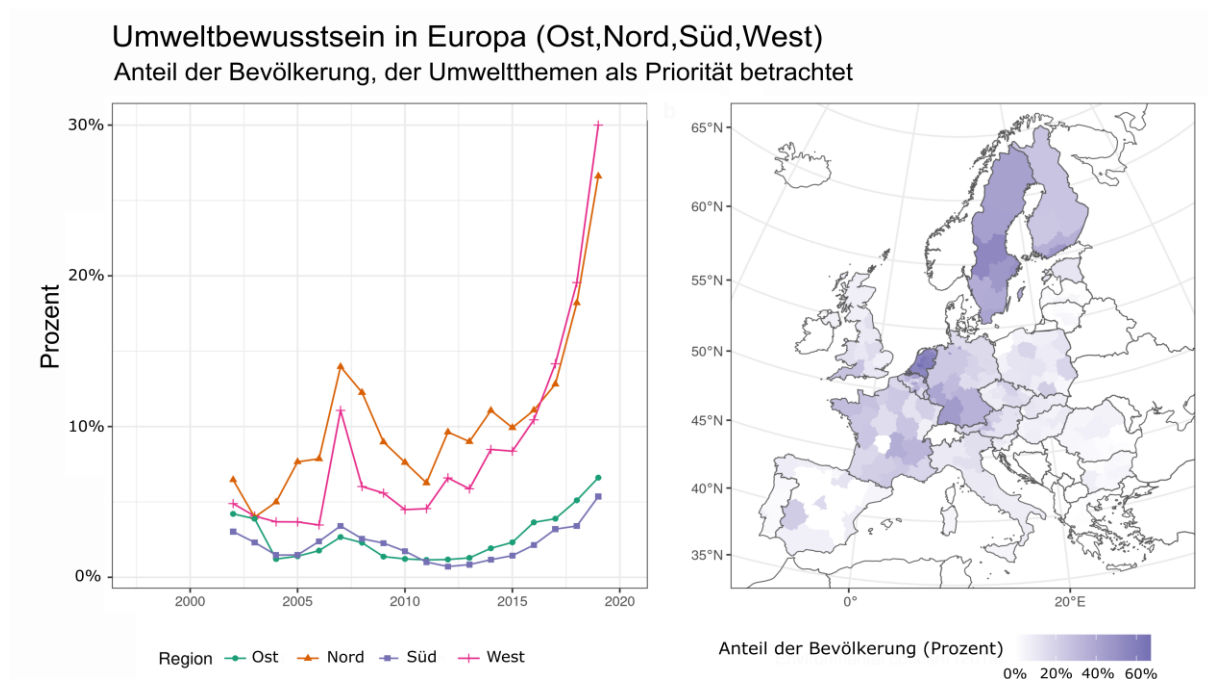 Umweltbewusstsein in Europa (Ost,Nord,Süd,West)
Anteil der Bevölkerung, der Umweltthemen als Priorität betrachtet
b
Prozent
30%
20%
10%
0%
2000 2005 2010 2015 2020
Region Ost Nord Süd West
65°N
60°N
55°N
50°N
45°N
40°N
35°N
0° 20°E
Anteil der Bevölkerung (Prozent)
0% 20% 40% 60%